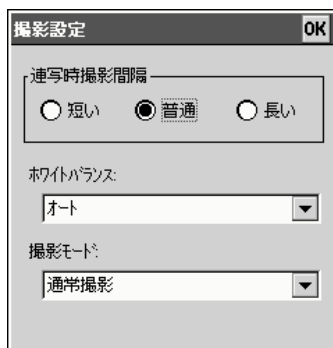 撮影設定 OK
連写時撮影間隔
短い 普通 長い
ﾎﾜｲﾄﾊﾞﾗﾝｽ:
ｵｰﾄ
撮影ﾓｰﾄﾞ:
通常撮影